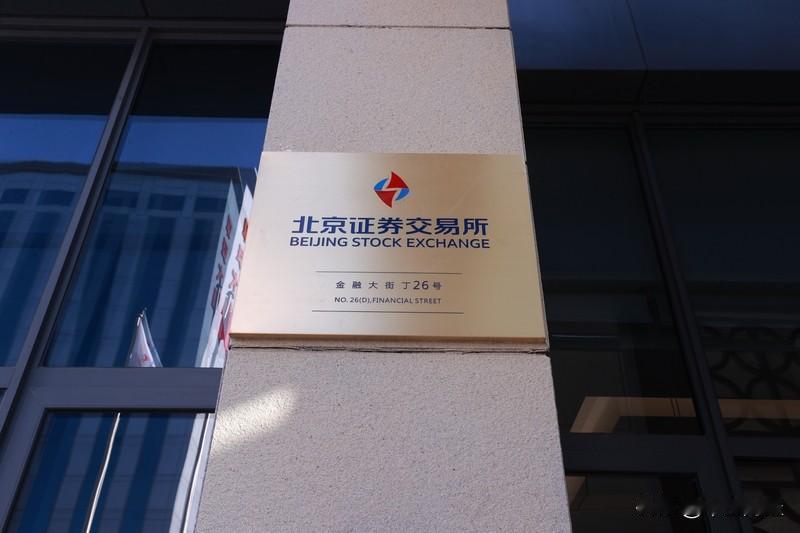 北京证券交易所
BEIJING STOCK EXCHANGE
金融大街丁26号
NO. 26(D),FINANCIAL STREET